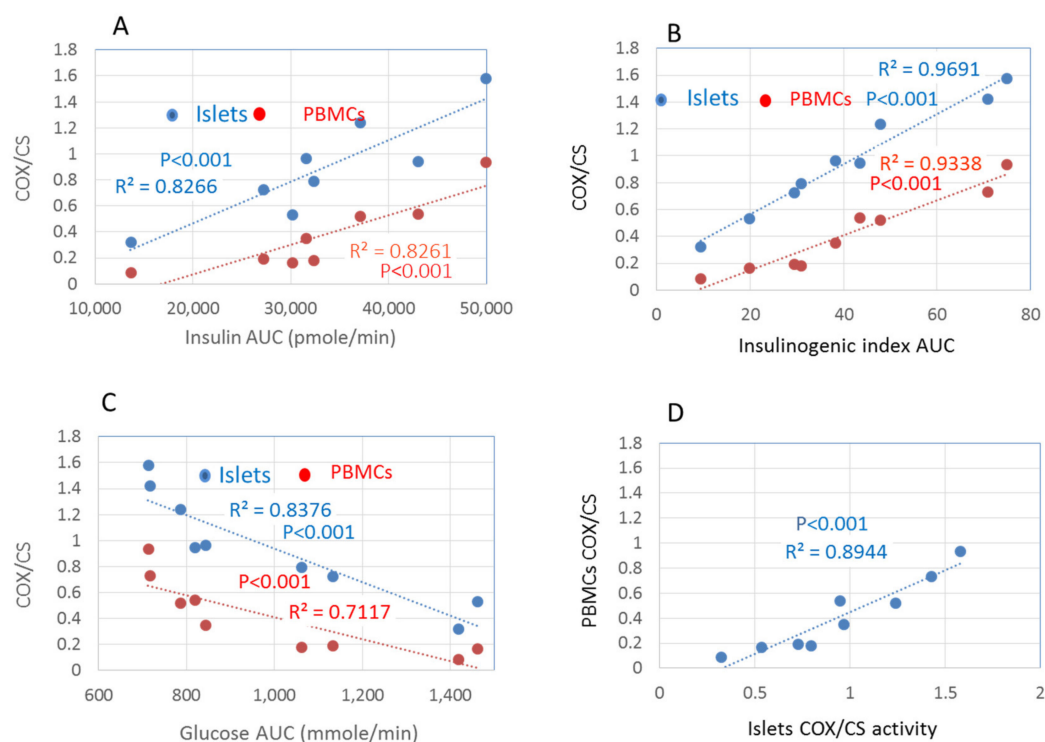 A
1.8
1.6
1.4
1.2
1
0.8
0.6
0.4
0.2
0
COX/CS
Islets PBMCs
P<0.001
R² = 0.8266
R² = 0.8261
P<0.001
10,000 20,000 30,000 40,000 50,000
Insulin AUC (pmole/min)
B
1.8
1.6
1.4
1.2
1
0.8
0.6
0.4
0.2
0
COX/CS
R² = 0.9691
Islets PBMCs P<0.001
R² = 0.9338
P<0.001
0 20 40 60 80
Insulinogenic index AUC
C
1.8
1.6
1.4
1.2
1
0.8
0.6
0.4
0.2
0
COX/CS
Islets PBMCs
R² = 0.8376
P<0.001
P<0.001
R² = 0.7117
600 800 1,000 1,200 1,400
Glucose AUC (mmole/min)
D
1.8
1.6
1.4
1.2
1
0.8
0.6
0.4
0.2
0
PBMCs COX/CS
P<0.001
R² = 0.8944
0 0.5 1 1.5 2
Islets COX/CS activity